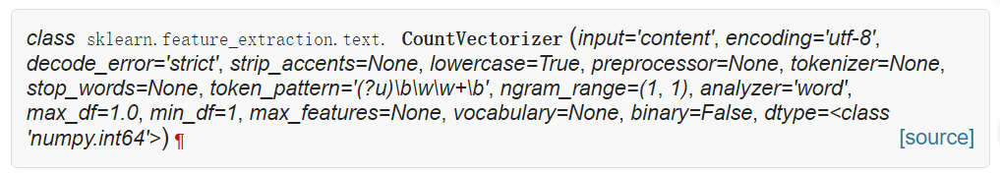 class sklearn.feature_extraction.text. CountVectorizer (input='content', encoding='utf-8',
decode_error='strict', strip_accents=None, lowercase=True, preprocessor=None, tokenizer=None,
stop_words=None, token_pattern='(?u)\b\w\w+\b', ngram_range=(1, 1), analyzer='word',
max_df=1.0, min_df=1, max_features=None, vocabulary=None, binary=False, dtype=<class
'numpy.int64'>) ¶ [source]